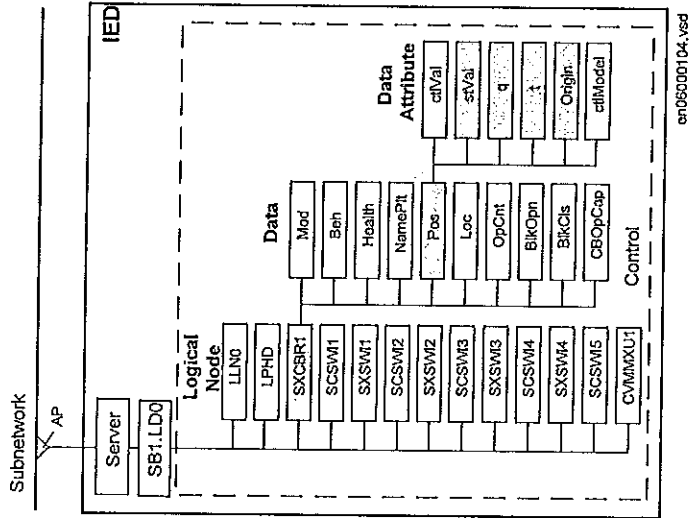 Subnetwork
AP
Server
IED
SB1.LD0
Logical
Node
LLN0
LPHD
SXCBR1
SCSWI1
SXSWI1
SCSWI2
SXSWI2
SCSWI3
SXSWI3
SCSWI4
SXSWI4
SCSWI5
CVMMXU1
Data
Mod
Beh
Health
NamePlt
Pos
Loc
OpCnt
BlkOpn
BlkCls
CBOpCap
Data
Attribute
ctlVal
stVal
q
t
Origin
ctlModel
Control
en06000104.vsd